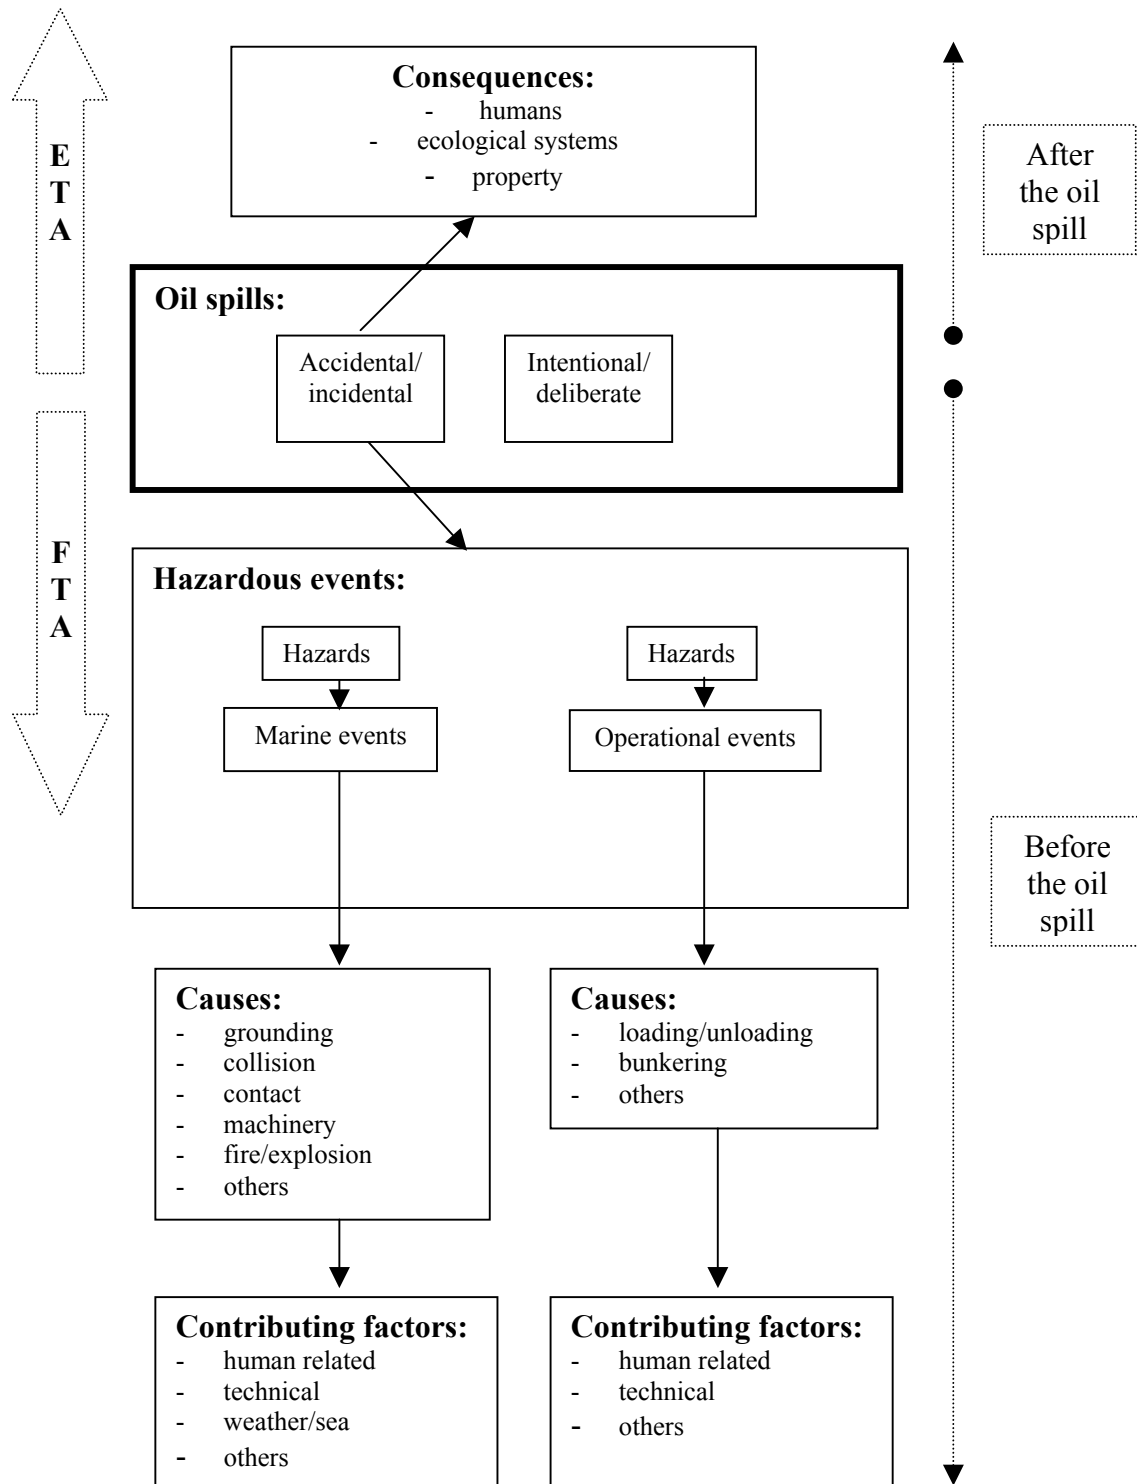 E
T
A
Consequences:
- humans
- ecological systems
- property
After
the oil
spill
Oil spills:
Accidental/
incidental
Intentional/
deliberate
F
T
A
Hazardous events:
Hazards
Marine events
Hazards
Operational events
Before
the oil
spill
Causes:
- grounding
- collision
- contact
- machinery
- fire/explosion
- others
Causes:
- loading/unloading
- bunkering
- others
Contributing factors:
- human related
- technical
- weather/sea
- others
Contributing factors:
- human related
- technical
- others